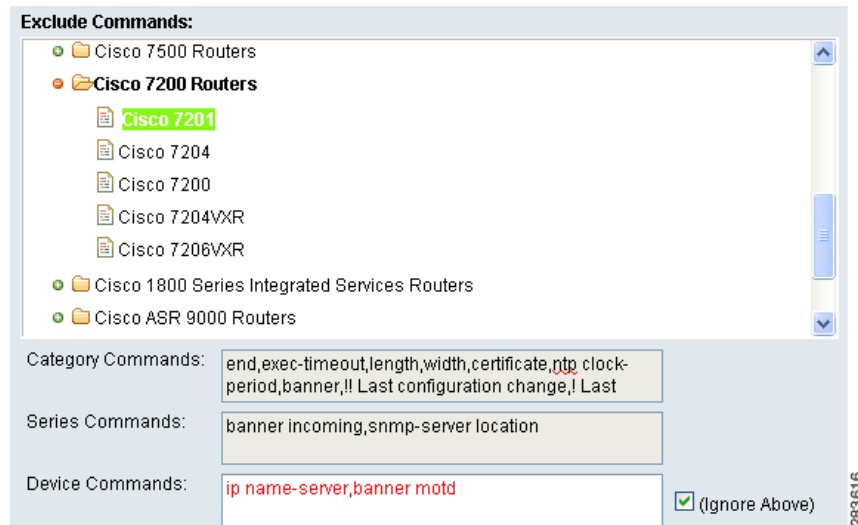 Exclude Commands:
Cisco 7500 Routers
Cisco 7200 Routers
Cisco 7201
Cisco 7204
Cisco 7200
Cisco 7204VXR
Cisco 7206VXR
Cisco 1800 Series Integrated Services Routers
Cisco ASR 9000 Routers
Category Commands:
end,exec-timeout,length,width,certificate,ntp clock-
period,banner,!! Last configuration change,! Last
Series Commands:
banner incoming,snmp-server location
Device Commands:
ip name-server,banner motd
(Ignore Above)
283616